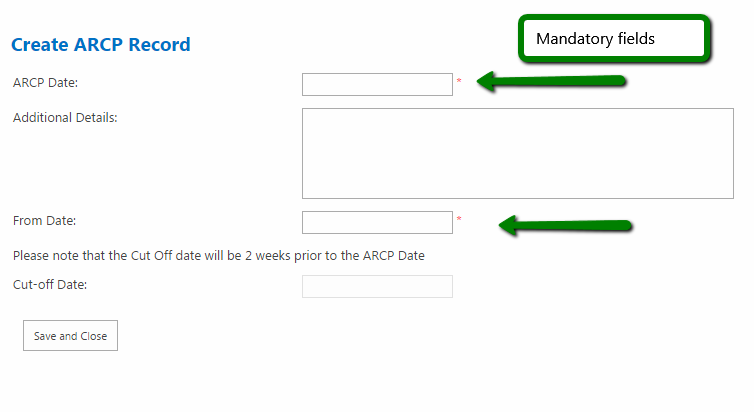 Create ARCP Record
Mandatory fields
ARCP Date:
*
Additional Details:
From Date:
*
Please note that the Cut Off date will be 2 weeks prior to the ARCP Date
Cut-off Date:
Save and Close